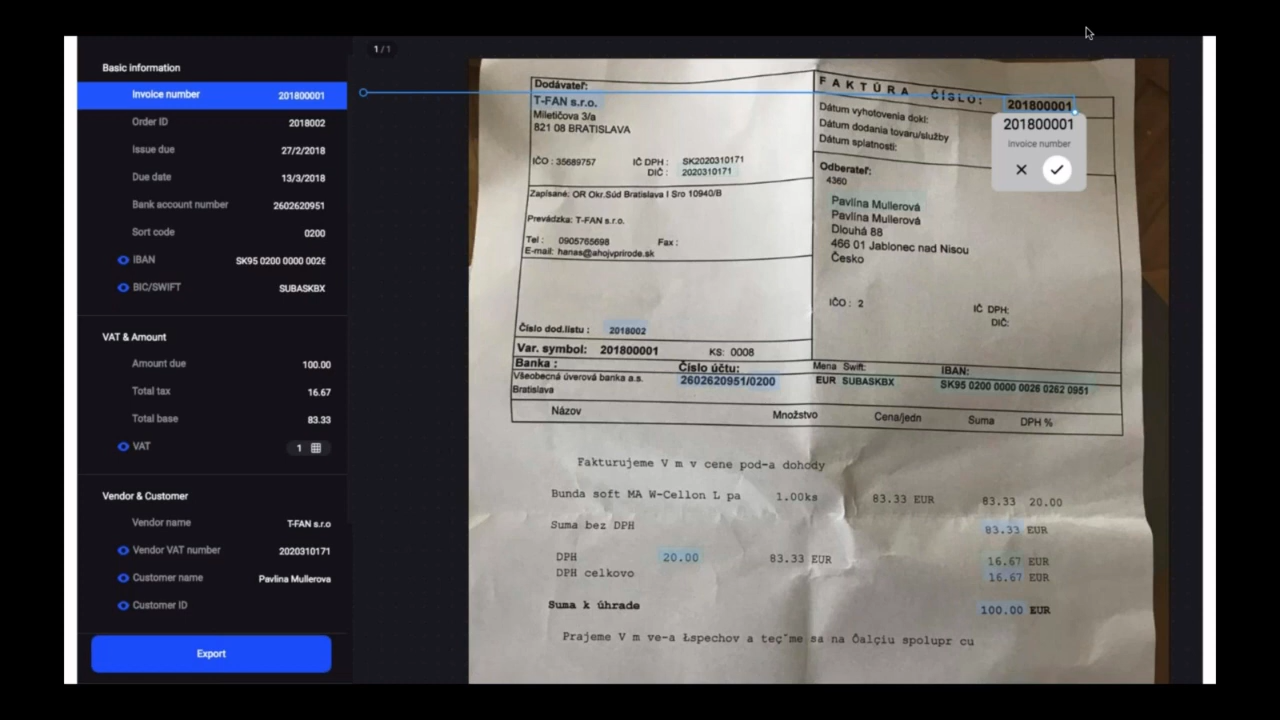 1 / 1
Basic information
Invoice number 201800001
Order ID 2018002
Issue due 27/2/2018
Due date 13/3/2018
Bank account number 2602620951
Sort code 0200
IBAN SK95 0200 0000 0026
BIC/SWIFT SUBASKBX
VAT & Amount
Amount due 100.00
Total tax 16.67
Total base 83.33
VAT 1
Vendor & Customer
Vendor name T-FAN s.r.o
Vendor VAT number 2020310171
Customer name Pavlina Mullerova
Customer ID
Export
Dodávateľ:
T-FAN s.r.o.
Miletičova 3/a
821 08 BRATISLAVA
IČO : 35689757 IČ DPH : SK2020310171
DIČ : 2020310171
Zapísané: OR Okr.Súd Bratislava I Sro 10940/B
Prevádzka: T-FAN s.r.o.
Tel : 0905765698 Fax :
E-mail: hanas@ahojvprirode.sk
Číslo dod.listu : 2018002
FAKTÚRA ČÍSLO: 201800001
Dátum vyhotovenia dokl:
Dátum dodania tovaru/služby
Dátum splatnosti:
201800001
Invoice number
Odberateľ:
4360
Pavlína Mullerová
Pavlína Mullerová
Dlouhá 88
466 01 Jablonec nad Nisou
Česko
IČO : 2 IČ DPH:
DIČ:
Var. symbol: 201800001 KS: 0008
Banka : Číslo účtu: Mena Swift: IBAN:
Všeobecná úverová banka a.s. 2602620951/0200 EUR SUBASKBX SK95 0200 0000 0026 0262 0951
Bratislava
Názov Množstvo Cena/jedn Suma DPH %
Fakturujeme V m v cene pod-a dohody
Bunda soft MA W-Cellon L pa 1.00ks 83.33 EUR 83.33 20.00
Suma bez DPH 83.33 EUR
DPH 20.00 83.33 EUR 16.67 EUR
DPH celkovo 16.67 EUR
Suma k úhrade 100.00 EUR
Prajeme V m ve-a Łspechov a teç˝me sa na Ôalçiu spolupr cu